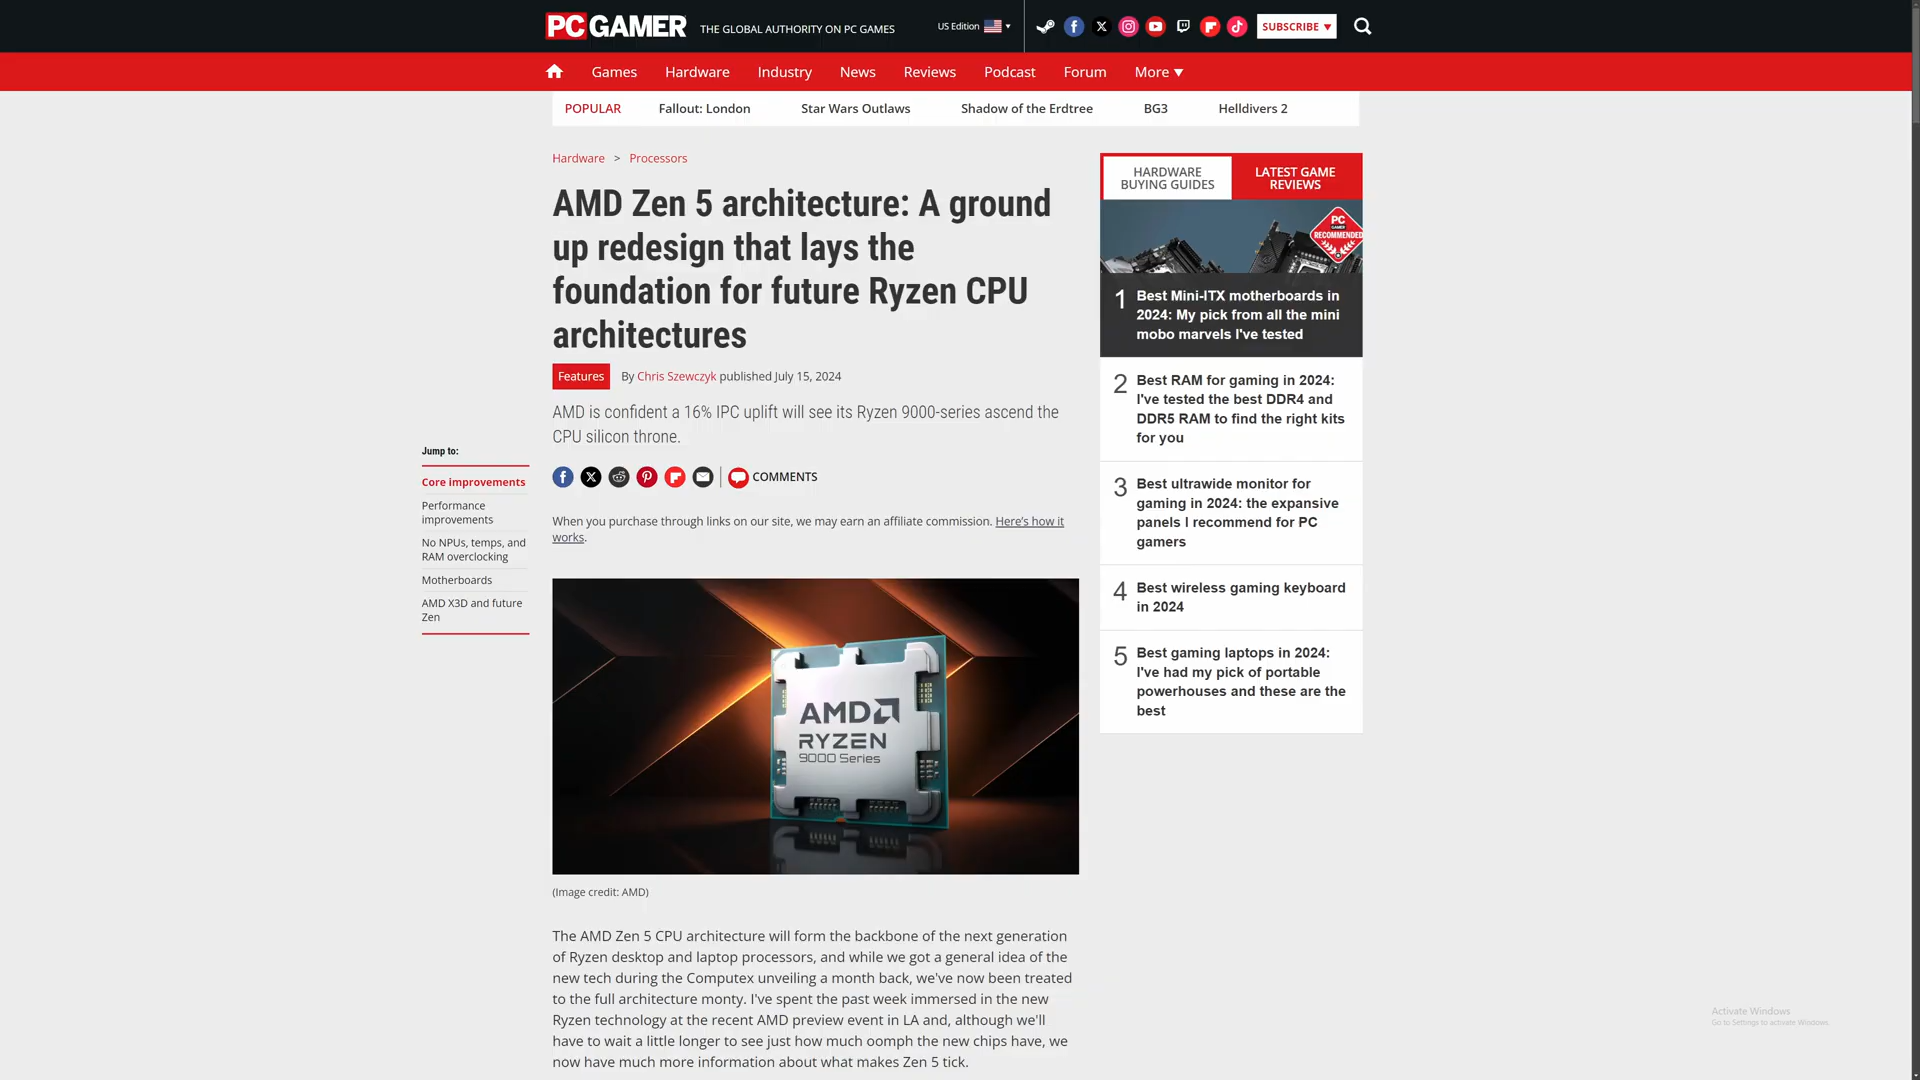 PC GAMER THE GLOBAL AUTHORITY ON PC GAMES
US Edition
SUBSCRIBE
Games Hardware Industry News Reviews Podcast Forum More
POPULAR Fallout: London Star Wars Outlaws Shadow of the Erdtree BG3 Helldivers 2
Hardware > Processors
AMD Zen 5 architecture: A ground
up redesign that lays the
foundation for future Ryzen CPU
architectures
Features By Chris Szewczyk published July 15, 2024
AMD is confident a 16% IPC uplift will see its Ryzen 9000-series ascend the
CPU silicon throne.
COMMENTS
When you purchase through links on our site, we may earn an affiliate commission. Here's how it
works.
Jump to:
Core improvements
Performance
improvements
No NPUs, temps, and
RAM overclocking
Motherboards
AMD X3D and future
Zen
AMD
RYZEN
9000 Series
(Image credit: AMD)
The AMD Zen 5 CPU architecture will form the backbone of the next generation
of Ryzen desktop and laptop processors, and while we got a general idea of the
new tech during the Computex unveiling a month back, we've now been treated
to the full architecture monty. I've spent the past week immersed in the new
Ryzen technology at the recent AMD preview event in LA and, although we'll
have to wait a little longer to see just how much oomph the new chips have, we
now have much more information about what makes Zen 5 tick.
HARDWARE
BUYING GUIDES
LATEST GAME
REVIEWS
PC
GAMER
RECOMMENDED
1 Best Mini-ITX motherboards in
2024: My pick from all the mini
mobo marvels I've tested
2 Best RAM for gaming in 2024:
I've tested the best DDR4 and
DDR5 RAM to find the right kits
for you
3 Best ultrawide monitor for
gaming in 2024: the expansive
panels I recommend for PC
gamers
4 Best wireless gaming keyboard
in 2024
5 Best gaming laptops in 2024:
I've had my pick of portable
powerhouses and these are the
best
Activate Windows
Go to Settings to activate Windows.